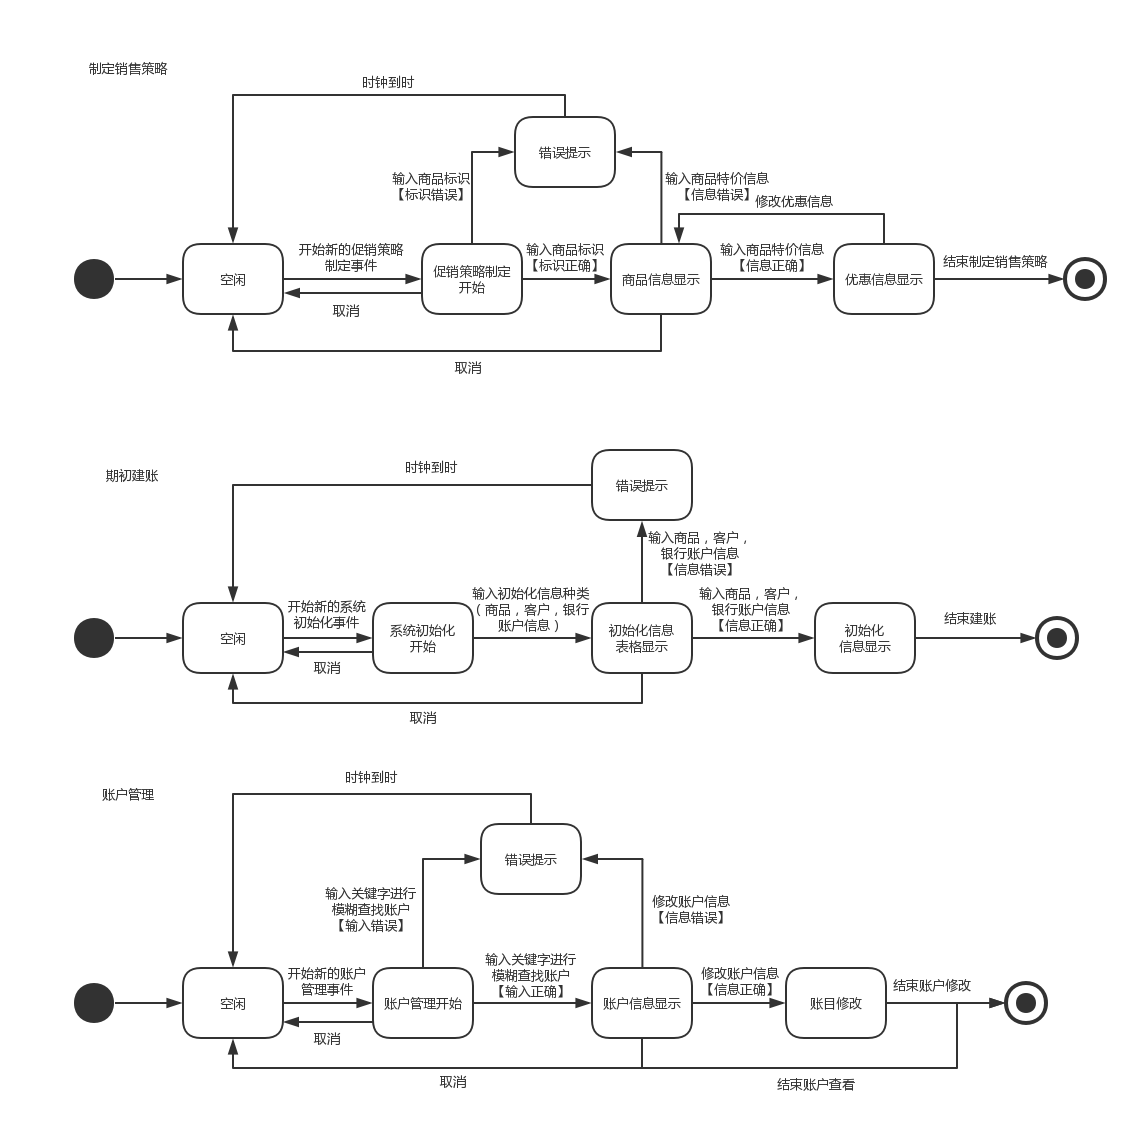 制定销售策略
时钟到时
错误提示
输入商品标识
【标识错误】
输入商品特价信息
【信息错误】
修改优惠信息
开始新的促销策略
制定事件
输入商品标识
【标识正确】
输入商品特价信息
【信息正确】
结束制定销售策略
空闲
促销策略制定
开始
商品信息显示
优惠信息显示
取消
取消
期初建账
时钟到时
错误提示
输入商品，客户，
银行账户信息
【信息错误】
开始新的系统
初始化事件
输入初始化信息种类
（商品，客户，银行
账户信息）
输入商品，客户，
银行账户信息
【信息正确】
结束建账
空闲
系统初始化
开始
初始化信息
表格显示
初始化
信息显示
取消
取消
账户管理
时钟到时
错误提示
输入关键字进行
模糊查找账户
【输入错误】
修改账户信息
【信息错误】
开始新的账户
管理事件
输入关键字进行
模糊查找账户
【输入正确】
修改账户信息
【信息正确】
结束账户修改
空闲
账户管理开始
账户信息显示
账目修改
取消
取消
结束账户查看